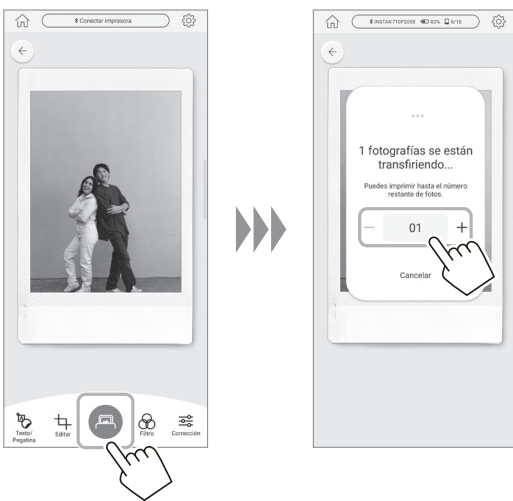 Conectar impresora
Texto/
Pegatina
Editar
Filtro
Corrección
INSTAX-710P2058 80% 9/10
1 fotografías se están
transfiriendo...
Puedes imprimir hasta el número
restante de fotos.
01
Cancelar